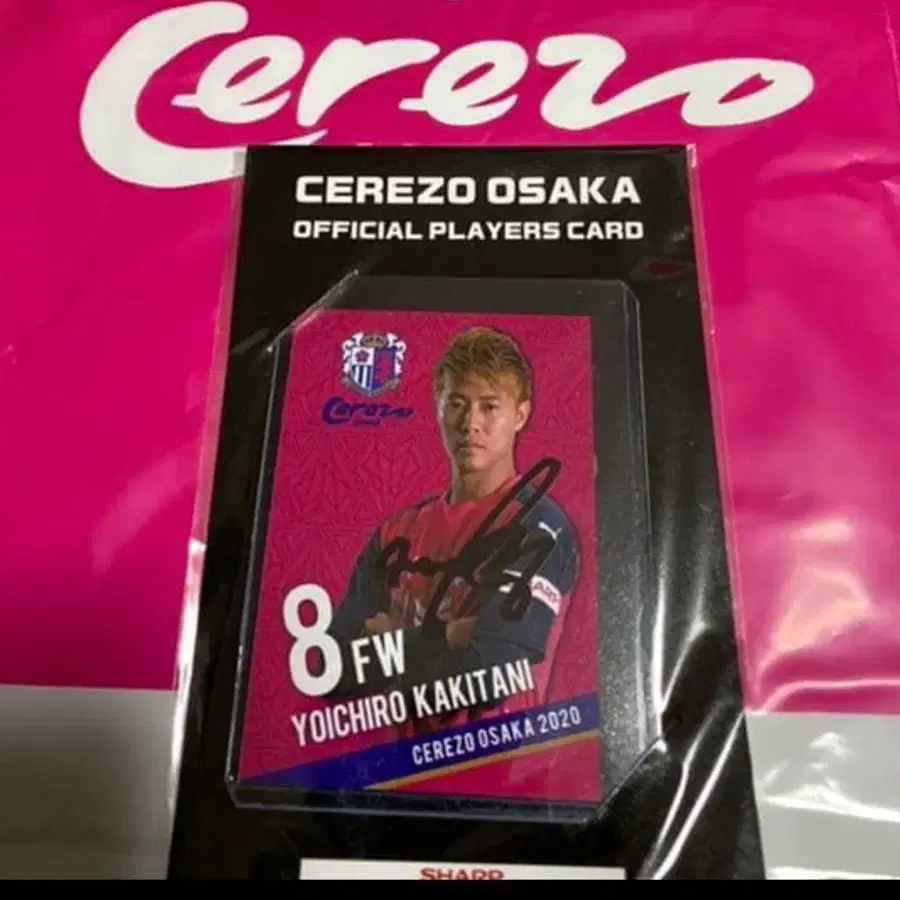 Cerezo
CEREZO OSAKA
OFFICIAL PLAYERS CARD
Cerezo
8 FW
YOICHIRO KAKITANI
CEREZO OSAKA 2020
SHARP